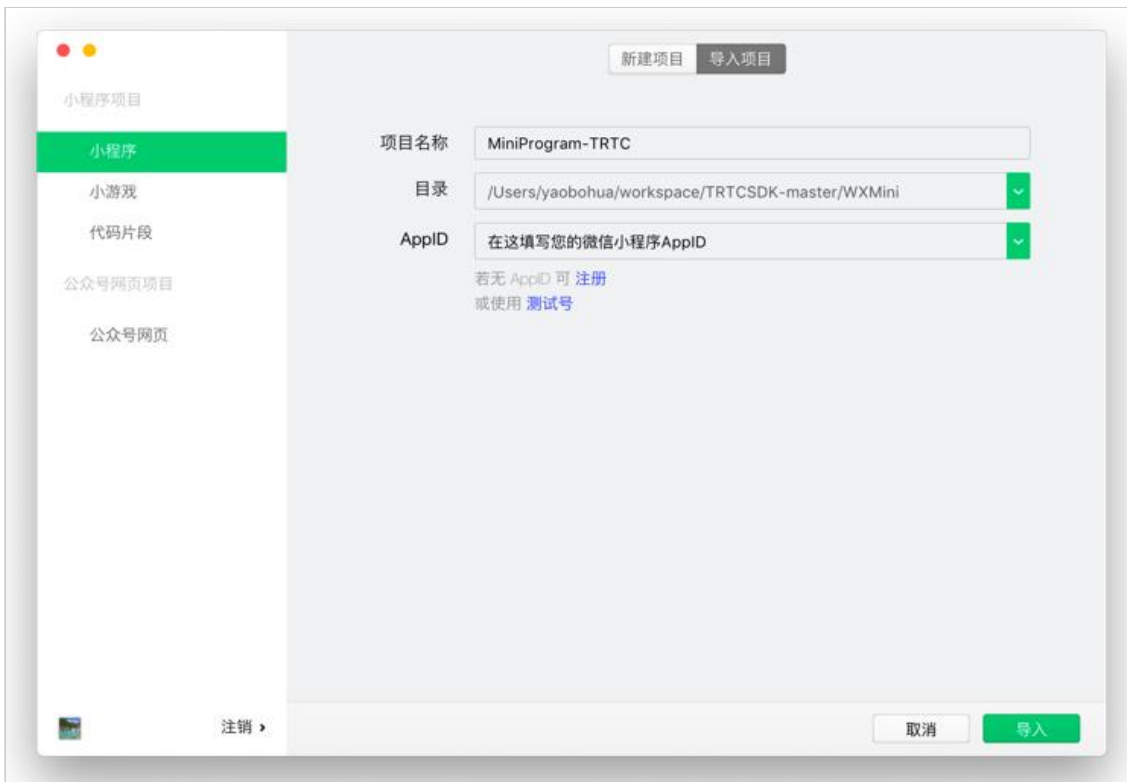 新建项目 导入项目
小程序项目
小程序
小游戏
代码片段
公众号网页项目
公众号网页
项目名称 MiniProgram-TRTC
目录 /Users/yaobohua/workspace/TRTCSDK-master/WXMini
AppID 在这填写您的微信小程序AppID
若无 AppID 可 注册
或使用 测试号
注销 ›
取消 导入